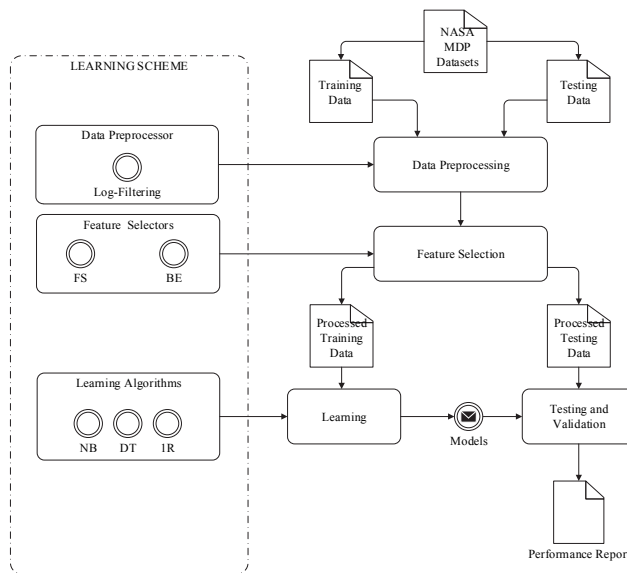 NASA
MDP
Datasets
LEARNING SCHEME
Training
Data
Testing
Data
Data Preprocessor
Log-Filtering
Data Preprocessing
Feature Selectors
FS
BE
Feature Selection
Processed
Training
Data
Processed
Testing
Data
Learning Algorithms
NB
DT
1R
Learning
Models
Testing and
Validation
Performance Report